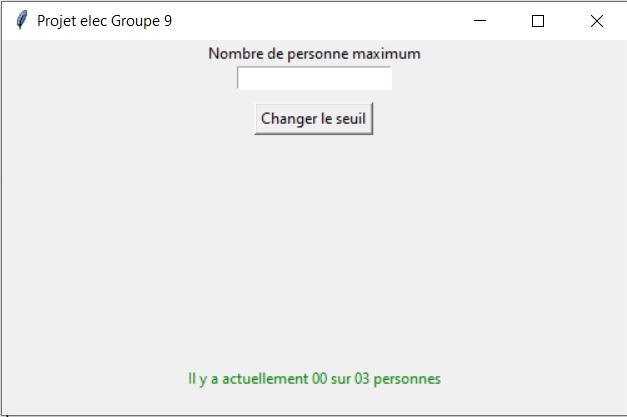 Projet elec Groupe 9
Nombre de personne maximum
Changer le seuil
Il y a actuellement 00 sur 03 personnes